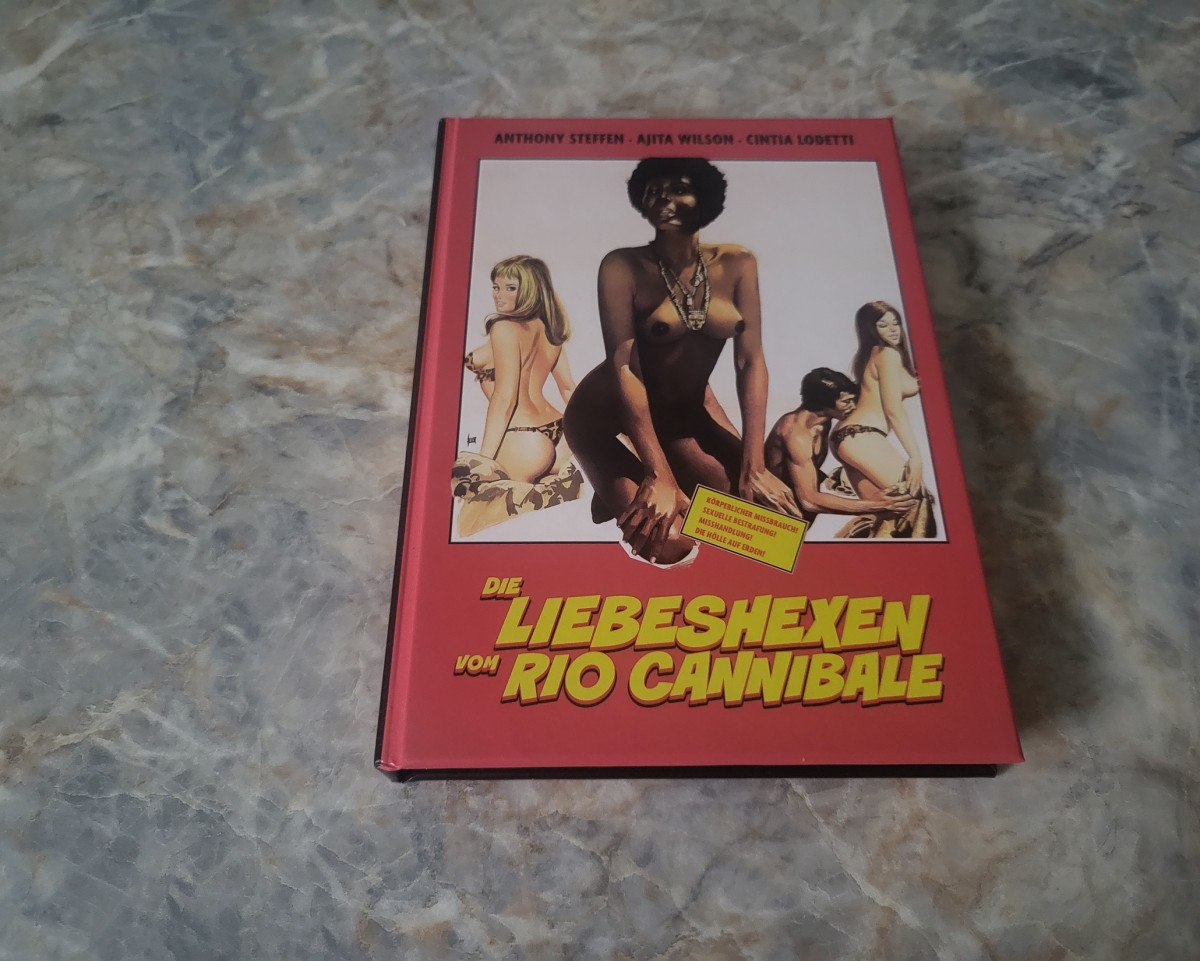 ANTHONY STEFFEN · AJITA WILSON · CINTIA LODETTI
KÖRPERLICHER MISSBRAUCH!
SEXUELLE BESTRAFUNG!
MISSHANDLUNG!
DIE HÖLLE AUF ERDEN!
DIE
LIEBESHEXEN
VOM RIO CANNIBALE